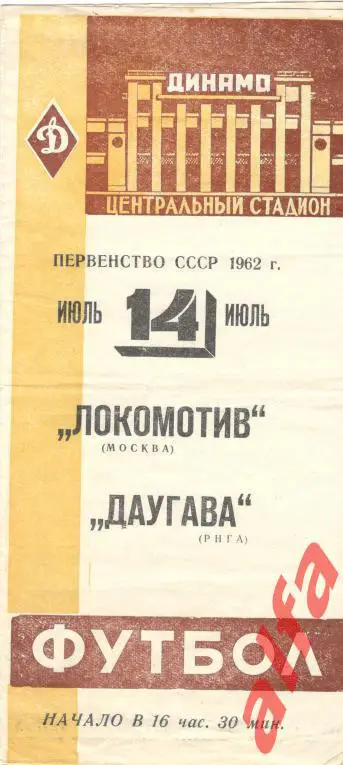 Д
ДИНАМО
ЦЕНТРАЛЬНЫЙ СТАДИОН
ПЕРВЕНСТВО СССР 1962 г.
ИЮЛЬ 14 ИЮЛЬ
„ЛОКОМОТИВ“
(МОСКВА)
„ДАУГАВА“
(РИГА)
ФУТБОЛ
НАЧАЛО В 16 час. 30 мин.
alfa